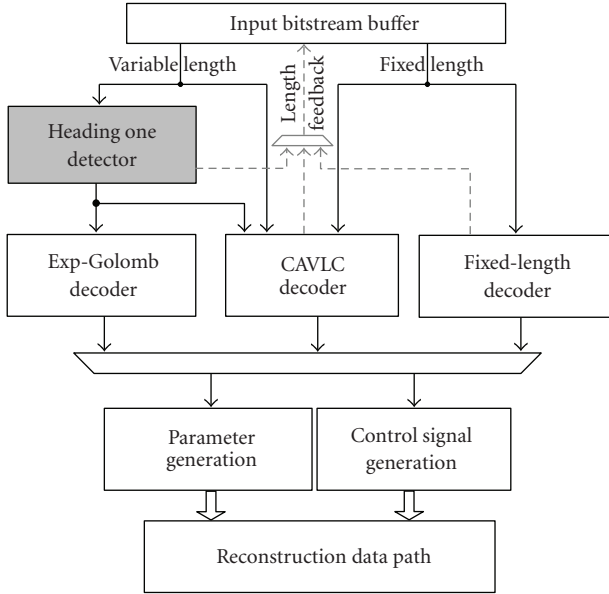 Input bitstream buffer
Variable length
Length
feedback
Fixed length
Heading one
detector
Exp-Golomb
decoder
CAVLC
decoder
Fixed-length
decoder
Parameter
generation
Control signal
generation
Reconstruction data path